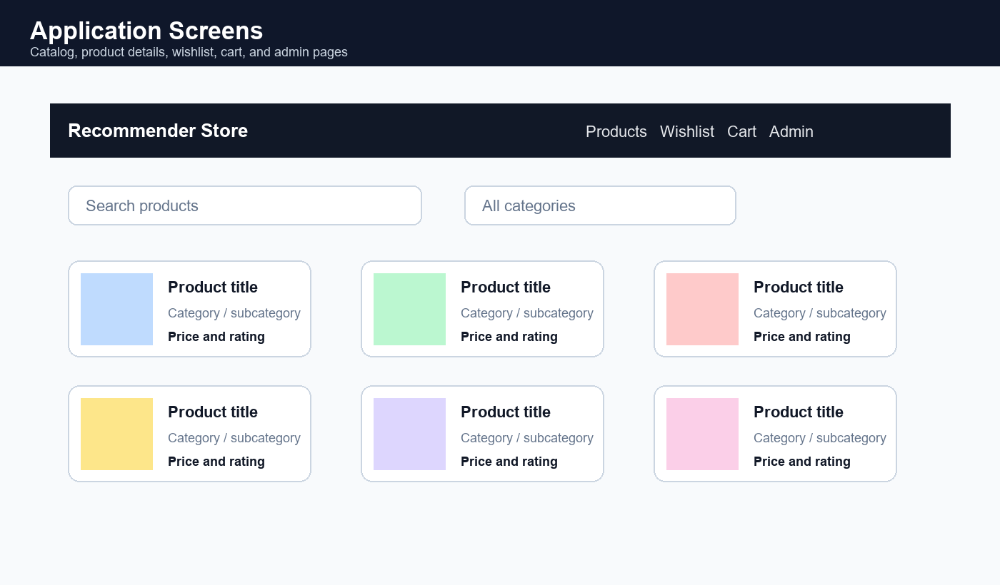 Application Screens
Catalog, product details, wishlist, cart, and admin pages
Recommender Store
Products Wishlist Cart Admin
Search products
All categories
Product title
Category / subcategory
Price and rating
Product title
Category / subcategory
Price and rating
Product title
Category / subcategory
Price and rating
Product title
Category / subcategory
Price and rating
Product title
Category / subcategory
Price and rating
Product title
Category / subcategory
Price and rating